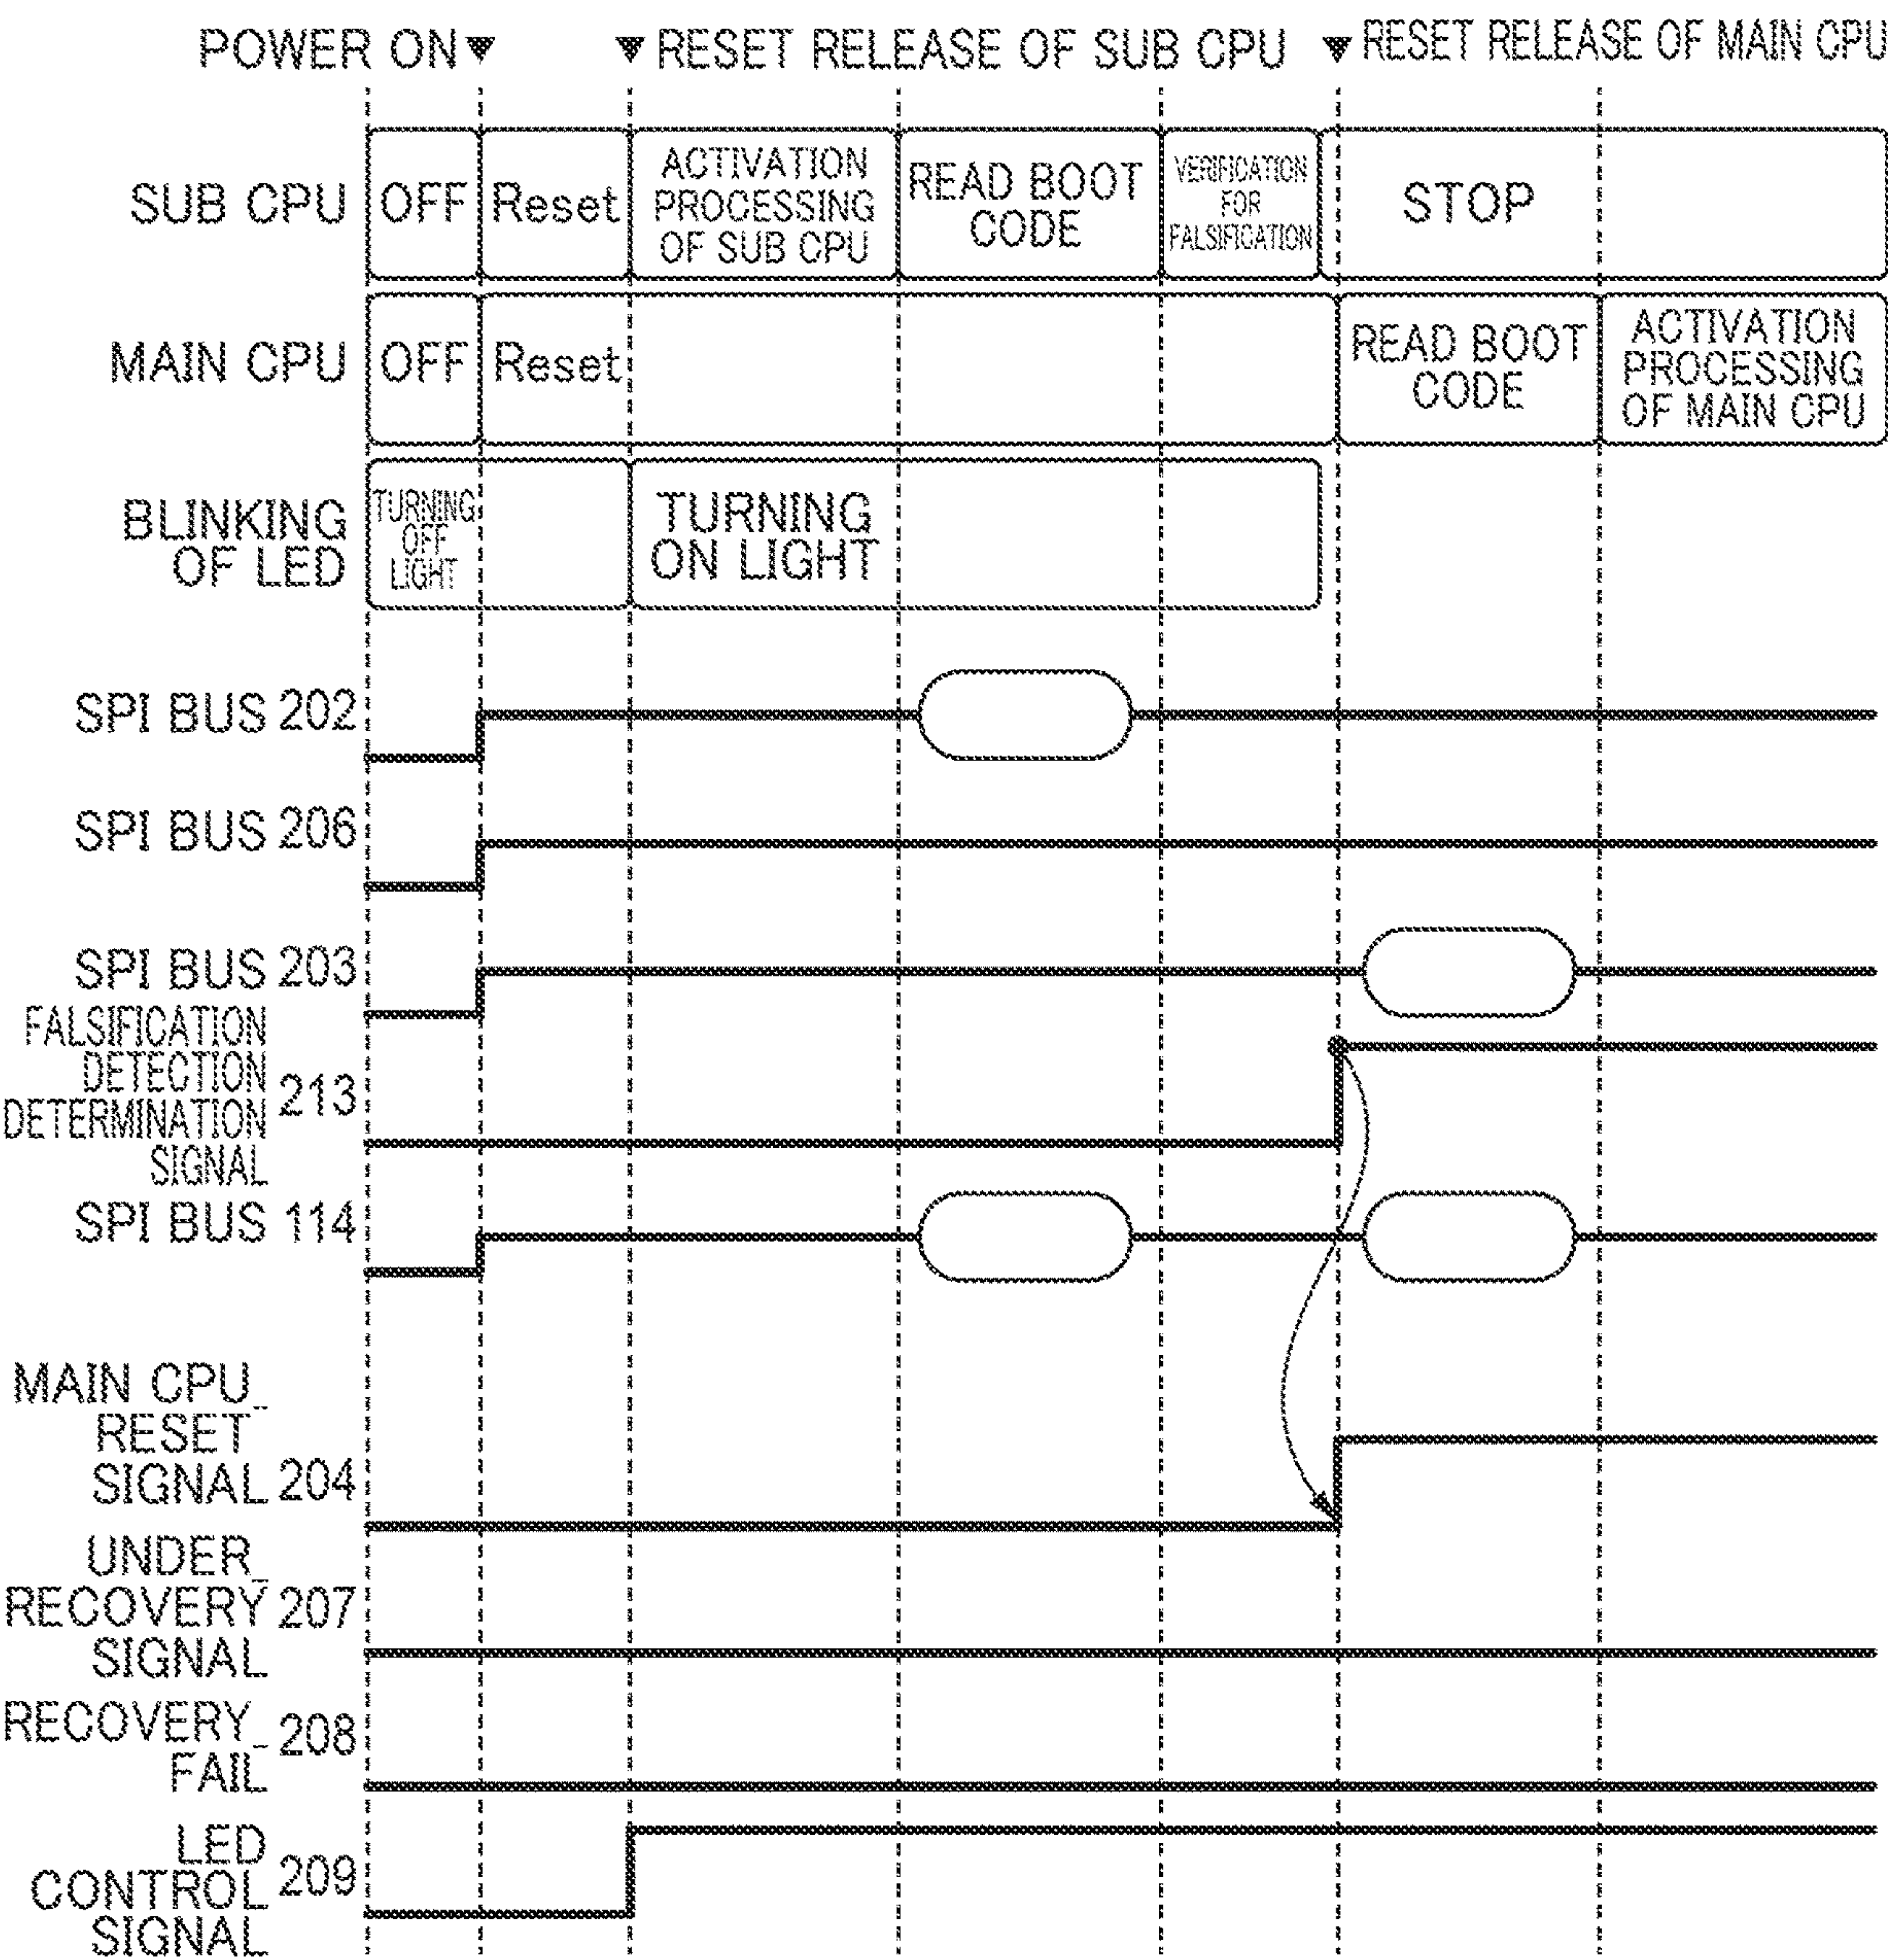 POWER ON ▼ ▼ RESET RELEASE OF SUB CPU ▼ RESET RELEASE OF MAIN CPU
SUB CPU
OFF
Reset
ACTIVATION
PROCESSING
OF SUB CPU
READ BOOT
CODE
VERIFICATION
FOR
FALSIFICATION
STOP
MAIN CPU
OFF
Reset
READ BOOT
CODE
ACTIVATION
PROCESSING
OF MAIN CPU
BLINKING
OF LED
TURNING
OFF
LIGHT
TURNING
ON LIGHT
SPI BUS 202
SPI BUS 206
SPI BUS 203
FALSIFICATION
DETECTION
DETERMINATION
SIGNAL
213
SPI BUS 114
MAIN CPU_
RESET
SIGNAL 204
UNDER_
RECOVERY 207
SIGNAL
RECOVERY_
FAIL
208
LED
CONTROL
SIGNAL
209